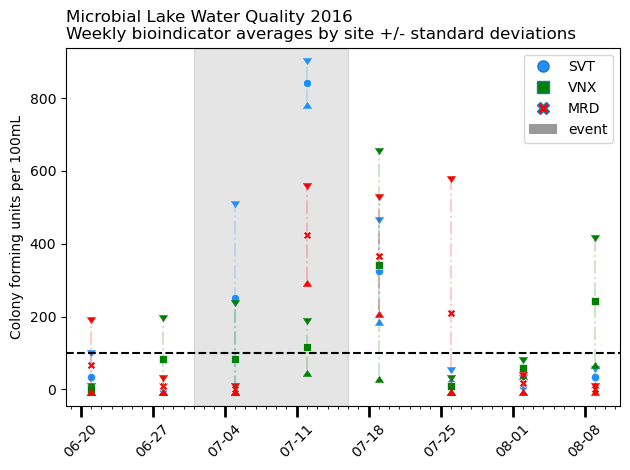 Microbial Lake Water Quality 2016
Weekly bioindicator averages by site +/- standard deviations
Colony forming units per 100mL
800
600
400
200
0
SVT
VNX
MRD
event
06-20
06-27
07-04
07-11
07-18
07-25
08-01
08-08